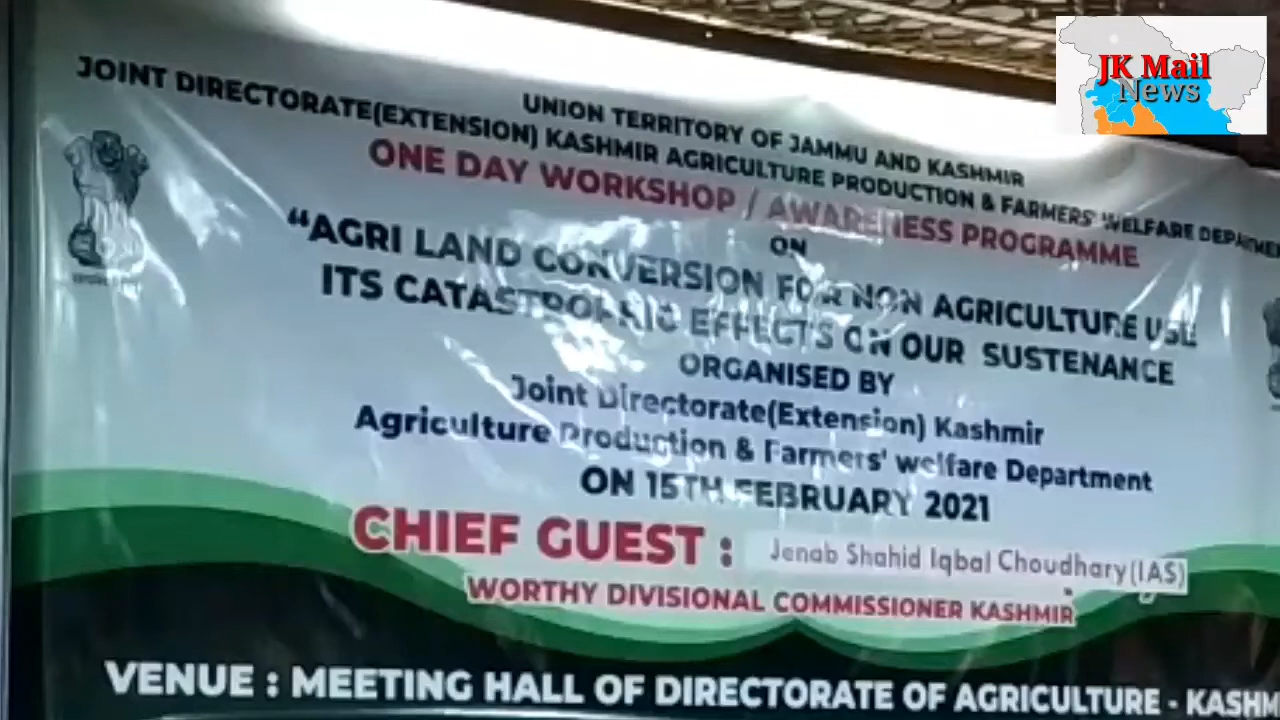 JK Mail
News
UNION TERRITORY OF JAMMU AND KASHMIR
JOINT DIRECTORATE(EXTENSION) KASHMIR AGRICULTURE PRODUCTION & FARMERS' WELFARE
ONE DAY WORKSHOP / AWARENESS PROGRAMME
ON
“AGRI LAND CONVERSION FOR NON AGRICULTURE USE
ITS CATASTROPHIC EFFECTS ON OUR SUSTENANCE
ORGANISED BY
Joint Directorate(Extension) Kashmir
Agriculture Production & Farmers' welfare Department
ON 15TH FEBRUARY 2021
CHIEF GUEST : Jenab Shahid Iqbal Choudhary(IAS)
WORTHY DIVISIONAL COMMISSIONER KASHMIR
VENUE : MEETING HALL OF DIRECTORATE OF AGRICULTURE - KASHM